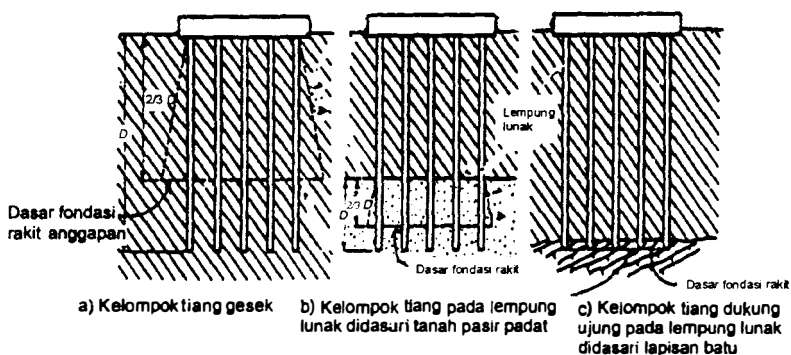 2/3 D
D
Dasar fondasi
rakit anggapan
a) Kelompok tiang gesek
D
2/3 D
Dasar fondasi rakit
b) Kelompok tiang pada lempung
lunak didasuri tanah pasir padat
Lempung
lunak
Dasar fondasi rakit
c) Kelompok tiang dukung
ujung pada lempung lunak
didasari lapisan batu